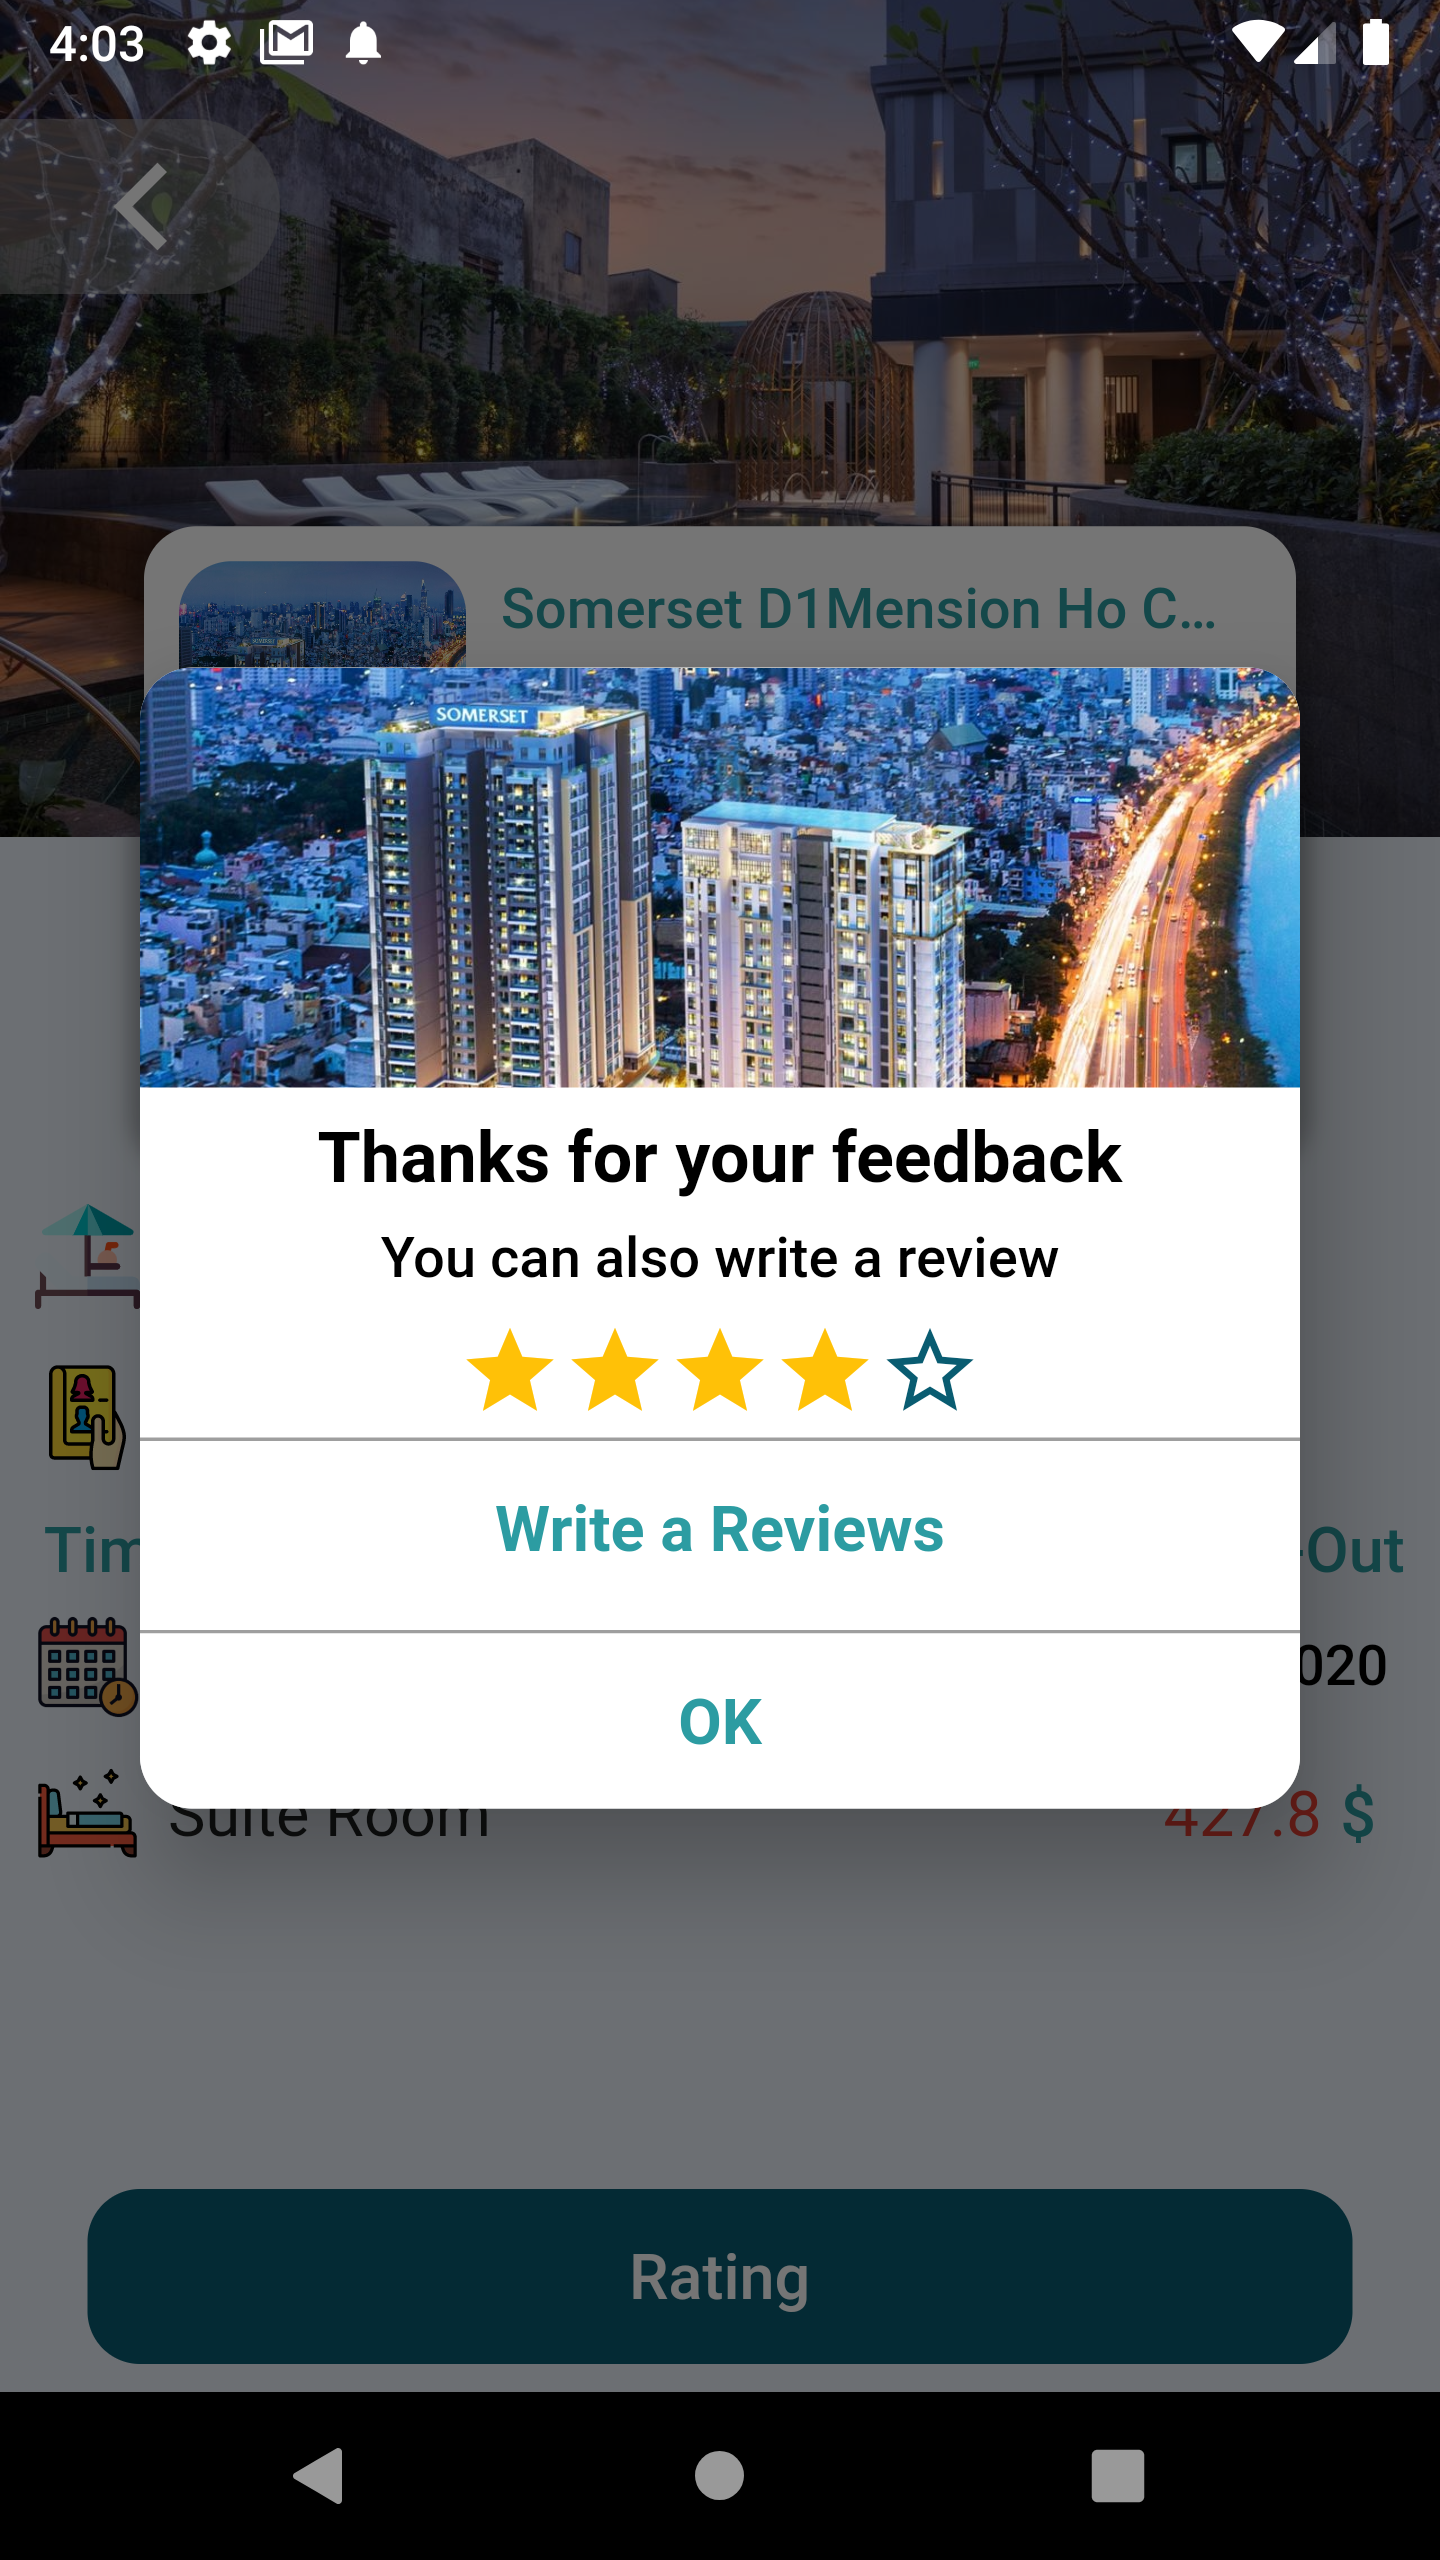 4:03
Somerset D1Mension Ho C...
SOMERSET
Thanks for your feedback
You can also write a review
Write a Reviews
-Out
020
OK
Suite Room
427.8 $
Rating